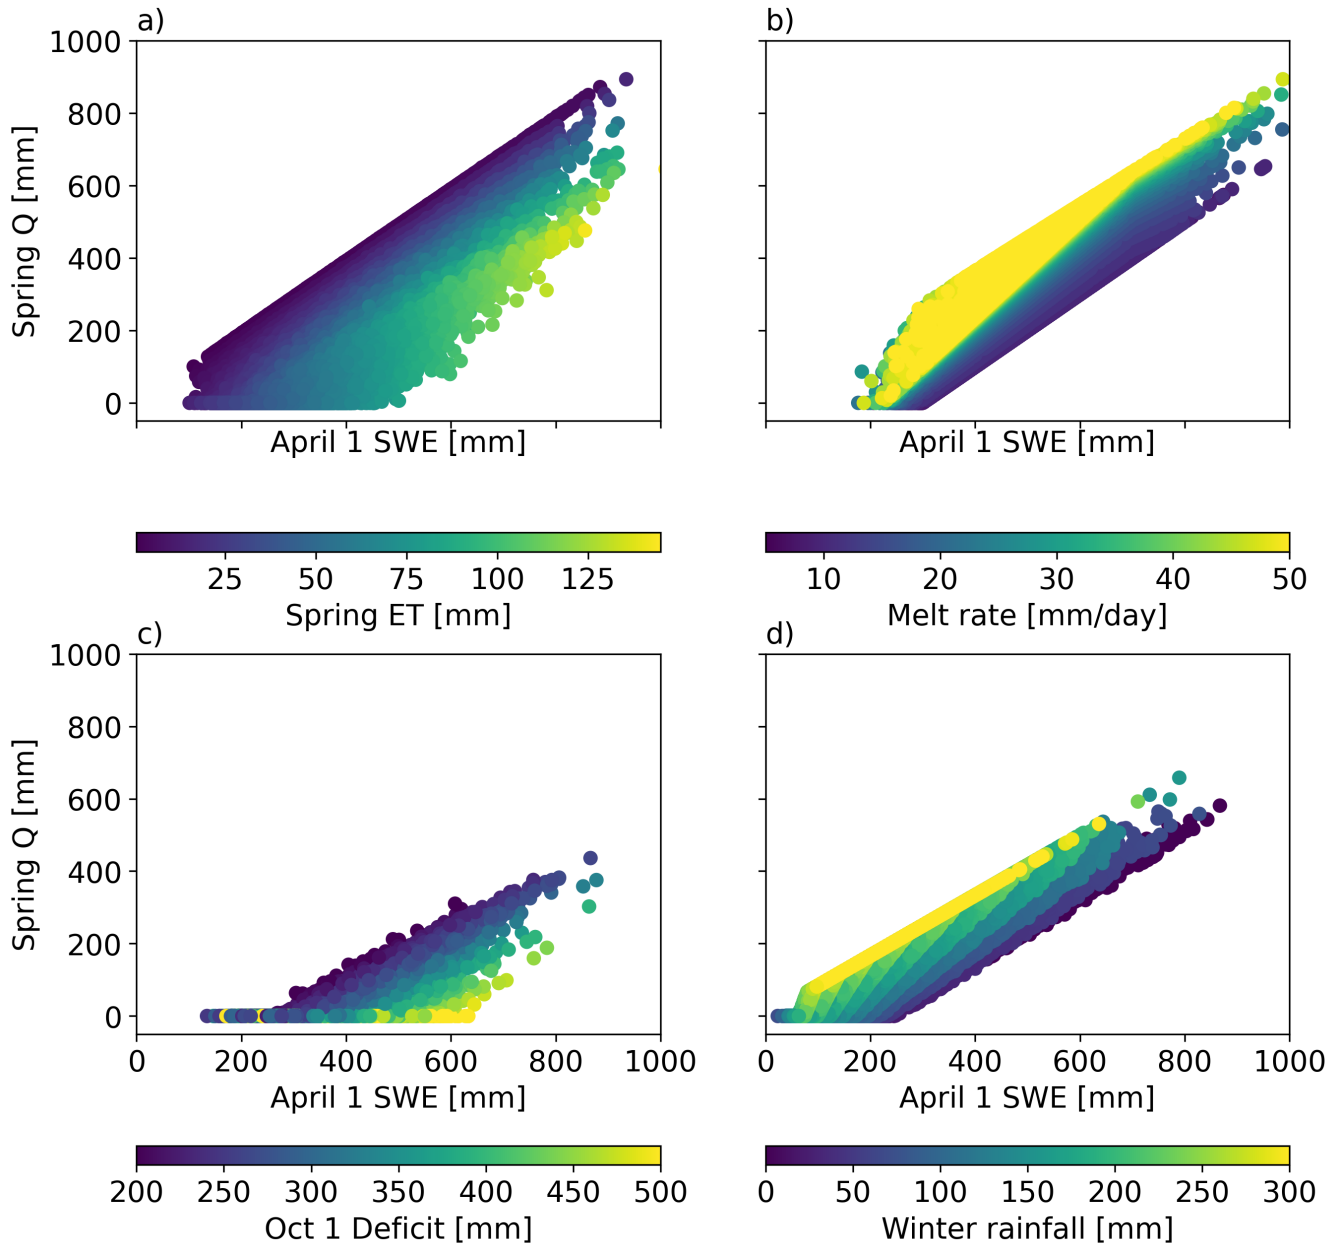 a)
b)
1000
800
600
400
200
0
Spring Q [mm]
April 1 SWE [mm]
April 1 SWE [mm]
25 50 75 100 125
Spring ET [mm]
10 20 30 40 50
Melt rate [mm/day]
c)
d)
1000
800
600
400
200
0
Spring Q [mm]
0 200 400 600 800 1000
April 1 SWE [mm]
0 200 400 600 800 1000
April 1 SWE [mm]
200 250 300 350 400 450 500
Oct 1 Deficit [mm]
0 50 100 150 200 250 300
Winter rainfall [mm]